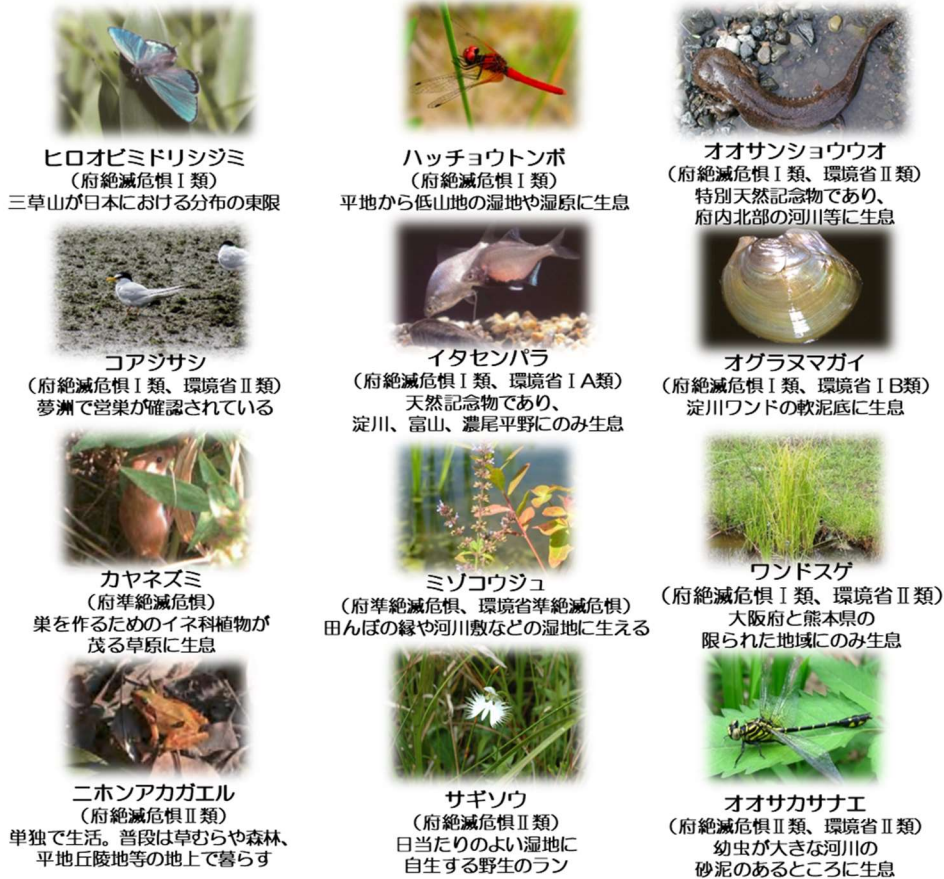 ヒロオビミドリシジミ
（府絶滅危惧Ⅰ類）
三草山が日本における分布の東限
ハッチョウトンボ
（府絶滅危惧Ⅰ類）
平地から低山地の湿地や湿原に生息
オオサンショウウオ
（府絶滅危惧Ⅰ類、環境省Ⅱ類）
特別天然記念物であり、
府内北部の河川等に生息
コアジサシ
（府絶滅危惧Ⅰ類、環境省Ⅱ類）
夢洲で営巣が確認されている
イタセンパラ
（府絶滅危惧Ⅰ類、環境省ⅠA類）
天然記念物であり、
淀川、富山、濃尾平野にのみ生息
オグラヌマガイ
（府絶滅危惧Ⅰ類、環境省ⅠB類）
淀川ワンドの軟泥底に生息
カヤネズミ
（府準絶滅危惧）
巣を作るためのイネ科植物が
茂る草原に生息
ミゾコウジュ
（府準絶滅危惧、環境省準絶滅危惧）
田んぼの縁や河川敷などの湿地に生える
ワンドスゲ
（府絶滅危惧Ⅰ類、環境省Ⅱ類）
大阪府と熊本県の
限られた地域にのみ生息
ニホンアカガエル
（府絶滅危惧Ⅱ類）
単独で生活。普段は草むらや森林、
平地丘陵地等の地上で暮らす
サギソウ
（府絶滅危惧Ⅱ類）
日当たりのよい湿地に
自生する野生のラン
オオサカサナエ
（府絶滅危惧Ⅱ類、環境省Ⅱ類）
幼虫が大きな河川の
砂泥のあるところに生息